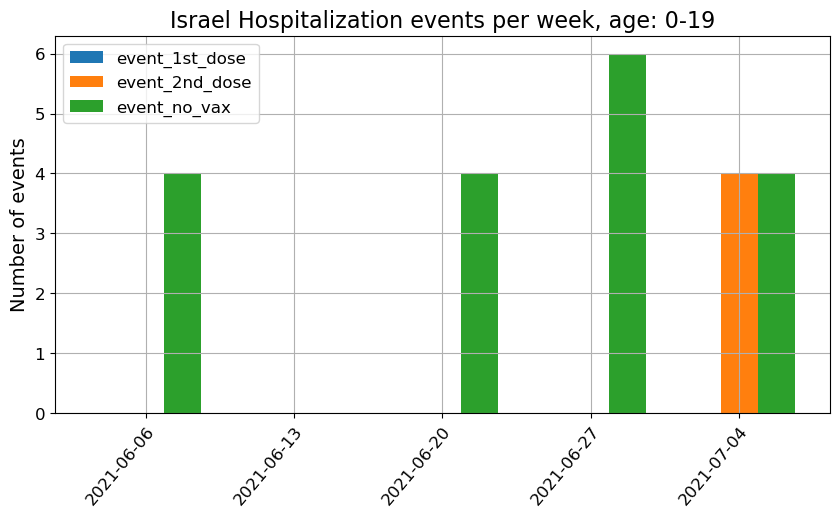 Israel Hospitalization events per week, age: 0-19
event_1st_dose
event_2nd_dose
event_no_vax
Number of events
6
5
4
3
2
1
0
2021-06-06
2021-06-13
2021-06-20
2021-06-27
2021-07-04